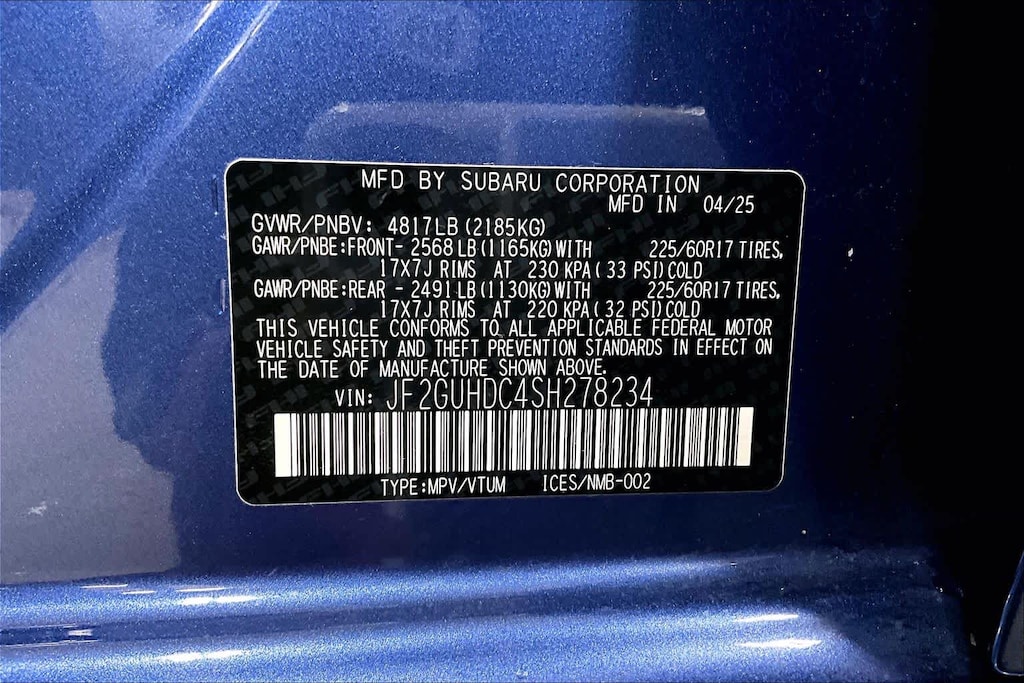 MFD BY SUBARU CORPORATION
MFD IN 04/25
GVWR/PNBV: 4817LB (2185KG)
GAWR/PNBE:FRONT- 2568 LB (1165KG) WITH 225/60R17 TIRES,
17X7J RIMS AT 230 KPA ( 33 PSI) COLD
GAWR/PNBE:REAR - 2491 LB (1130KG) WITH 225/60R17 TIRES,
17X7J RIMS AT 220 KPA ( 32 PSI) COLD
THIS VEHICLE CONFORMS TO ALL APPLICABLE FEDERAL MOTOR
VEHICLE SAFETY AND THEFT PREVENTION STANDARDS IN EFFECT ON
THE DATE OF MANUFACTURE SHOWN ABOVE.
VIN: JF2GUHDC4SH278234
TYPE:MPV/VTUM ICES/NMB-002